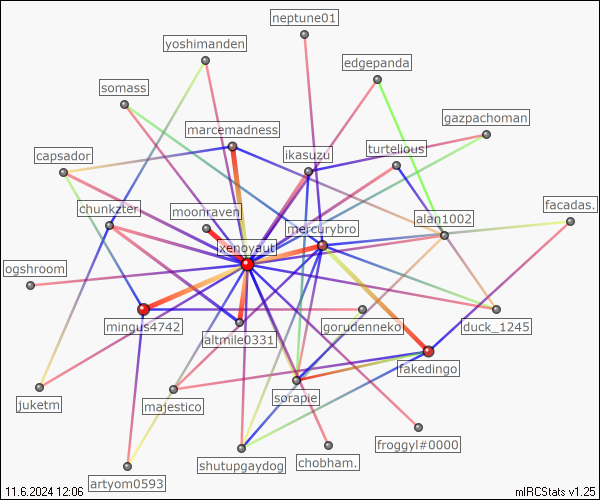 neptune01
yoshimanden
edgepanda
somass
gazpachoman
marcemadness
turtelious
ikasuzu
capsador
chunkzter
moonraven
alan1002
facadas.
mercurybro
xenoyaut
ogshroom
mingus4742
altmile0331
gorudenneko
duck_1245
fakedingo
juketm
majestico
sorapie
froggyl#0000
shutupgaydog
chobham.
artyom0593
11.6.2024 12:06
mIRCStats v1.25